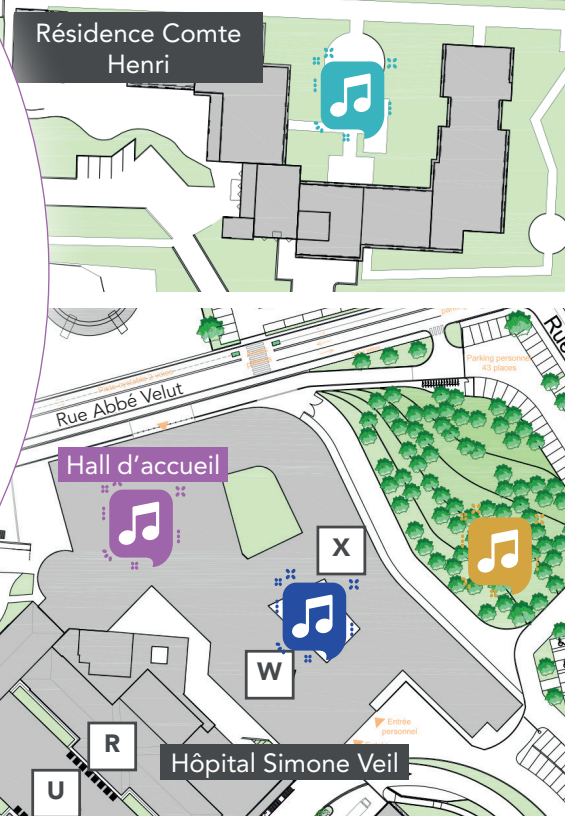 Résidence Comte
Henri
Rue
Parking personnel
43 places
Rue Abbé Velut
Hall d'accueil
X
W
Entrée
personnel
R
Hôpital Simone Veil
U